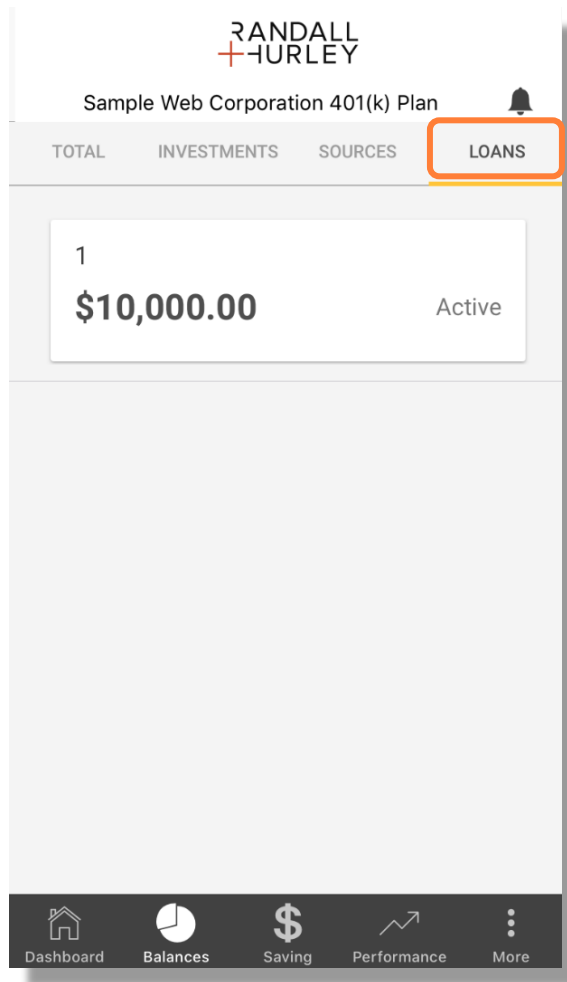 RANDALL
HURLEY
Sample Web Corporation 401(k) Plan
TOTAL INVESTMENTS SOURCES LOANS
1
$10,000.00 Active
Dashboard Balances Saving Performance More